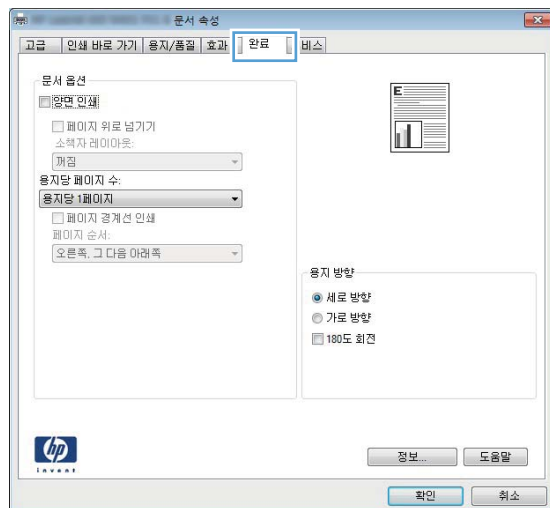 문서 속성
고급 인쇄 바로 가기 용지/품질 효과 완료 비스
문서 옵션
양면 인쇄
페이지 위로 넘기기
소책자 레이아웃:
꺼짐
용지당 페이지 수:
용지당 1페이지
페이지 경계선 인쇄
페이지 순서:
오른쪽, 그 다음 아래쪽
E
용지 방향
세로 방향
가로 방향
180도 회전
hp
invent
정보... 도움말
확인 취소